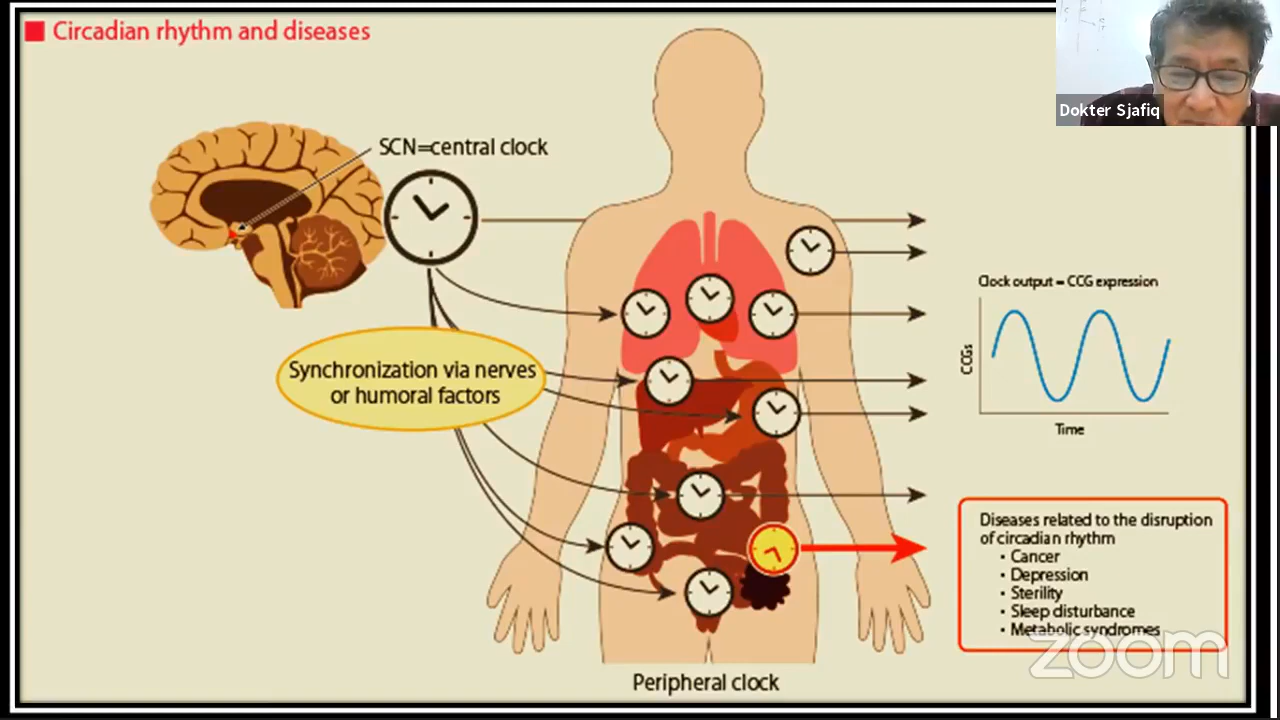 Circadian rhythm and diseases
Dokter Sjafiq
SCN=central clock
Synchronization via nerves
or humoral factors
Clock output = CCG expression
CCGs
Time
Diseases related to the disruption
of circadian rhythm
• Cancer
• Depression
• Sterility
• Sleep disturbance
• Metabolic syndromes
zoom
Peripheral clock